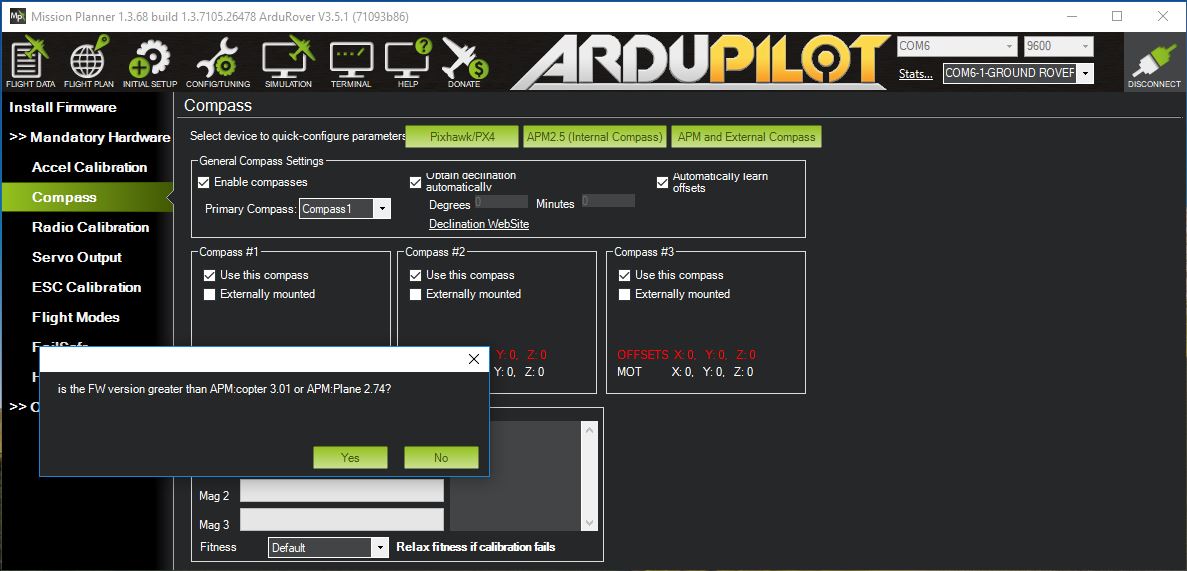 Mission Planner 1.3.68 build 1.3.7105.26478 ArduRover V3.5.1 (71093b86)
FLIGHT DATA
FLIGHT PLAN
INITIAL SETUP
CONFIG/TUNING
SIMULATION
TERMINAL
HELP
DONATE
ARDUPILOT
COM6
9600
Stats...
COM6-1-GROUND ROVER
DISCONNECT
Install Firmware
>> Mandatory Hardware
Accel Calibration
Compass
Radio Calibration
Servo Output
ESC Calibration
Flight Modes
FailSafe
Compass
Select device to quick-configure parameters
Pixhawk/PX4
APM2.5 (Internal Compass)
APM and External Compass
General Compass Settings
Enable compasses
Primary Compass:
Compass1
Obtain declination
automatically
Degrees
0
Minutes
0
Declination WebSite
Automatically learn
offsets
Compass #1
Use this compass
Externally mounted
Compass #2
Use this compass
Externally mounted
Y: 0, Z: 0
Y: 0, Z: 0
Compass #3
Use this compass
Externally mounted
OFFSETS X: 0, Y: 0, Z: 0
MOT X: 0, Y: 0, Z: 0
is the FW version greater than APM:copter 3.01 or APM:Plane 2.74?
Yes
No
Mag 2
Mag 3
Fitness
Default
Relax fitness if calibration fails